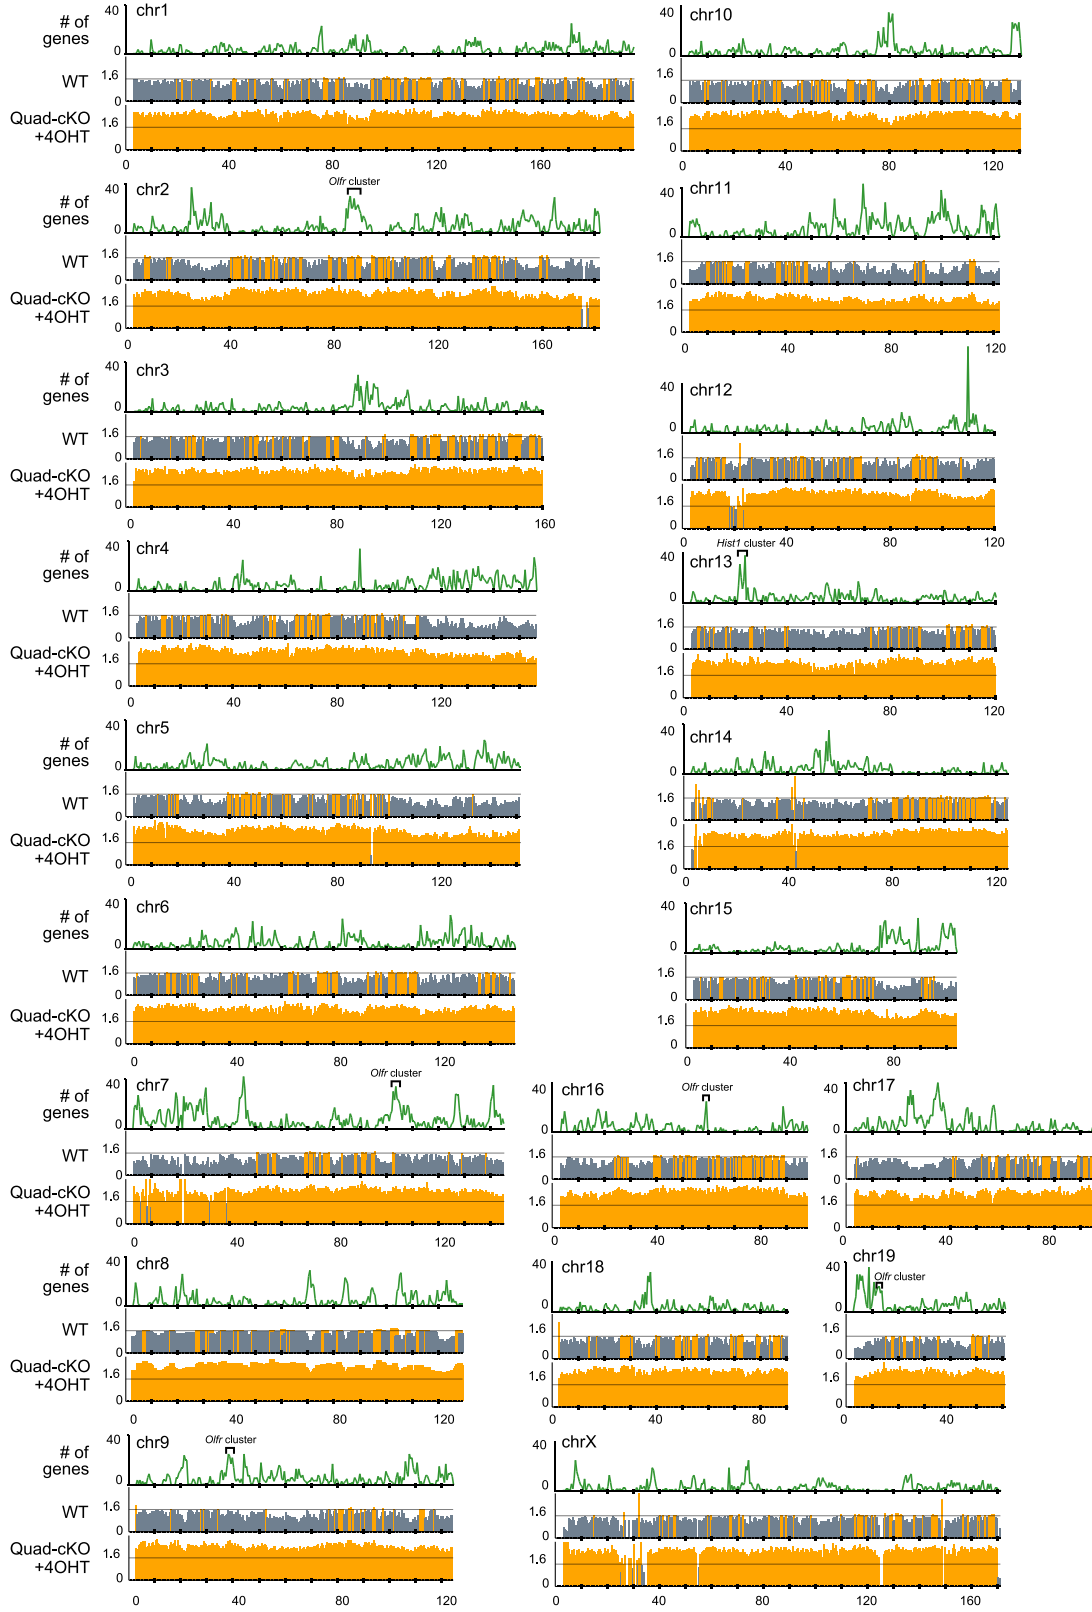 chr1
# of
genes
40
0
WT
1.6
0
Quad-cKO
+4OHT
1.6
0
0 40 80 120 160
chr10
40
0
1.6
0
1.6
0
0 40 80 120
chr2
Olfr cluster
# of
genes
40
0
WT
1.6
0
Quad-cKO
+4OHT
1.6
0
0 40 80 120 160
chr11
40
0
1.6
0
1.6
0
0 40 80 120
chr3
# of
genes
40
0
WT
1.6
0
Quad-cKO
+4OHT
1.6
0
0 40 80 120 160
chr12
40
0
1.6
0
1.6
0
0 40 80 120
chr4
# of
genes
40
0
WT
1.6
0
Quad-cKO
+4OHT
1.6
0
0 40 80 120
Hist1 cluster
chr13
40
0
1.6
0
1.6
0
0 40 80 120
chr5
# of
genes
40
0
WT
1.6
0
Quad-cKO
+4OHT
1.6
0
0 40 80 120
chr14
40
0
1.6
0
1.6
0
0 40 80 120
chr6
# of
genes
40
0
WT
1.6
0
Quad-cKO
+4OHT
1.6
0
0 40 80 120
chr15
40
0
1.6
0
1.6
0
0 40 80
chr7
Olfr cluster
# of
genes
40
0
WT
1.6
0
Quad-cKO
+4OHT
1.6
0
0 40 80 120
chr16
Olfr cluster
40
0
1.6
0
1.6
0
0 40 80
chr17
40
0
1.6
0
1.6
0
0 40 80
chr8
# of
genes
40
0
WT
1.6
0
Quad-cKO
+4OHT
1.6
0
0 40 80 120
chr18
40
0
1.6
0
1.6
0
0 40 80
chr19
Olfr cluster
40
0
1.6
0
1.6
0
0 40
chr9
Olfr cluster
# of
genes
40
0
WT
1.6
0
Quad-cKO
+4OHT
1.6
0
0 40 80 120
chrX
40
0
1.6
0
1.6
0
0 40 80 120 160